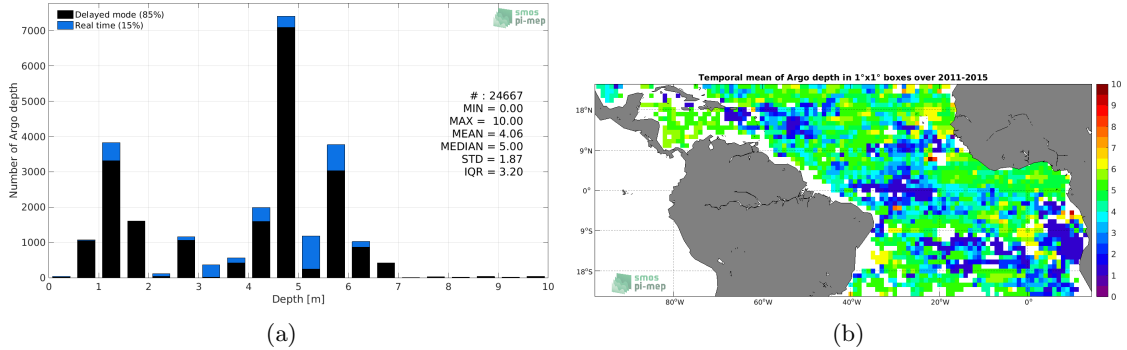 Delayed mode (85%)
Real time (15%)
smos
pi-mep
Number of Argo depth
7000
6000
5000
4000
3000
2000
1000
0
# : 24667
MIN = 0.00
MAX = 10.00
MEAN = 4.06
MEDIAN = 5.00
STD = 1.87
IQR = 3.20
0 1 2 3 4 5 6 7 8 9 10
Depth [m]
(a)
Temporal mean of Argo depth in 1°x1° boxes over 2011-2015
18°N
9°N
0°
9°S
18°S
80°W 60°W 40°W 20°W 0°
smos
pi-mep
10
9
8
7
6
5
4
3
2
1
0
(b)